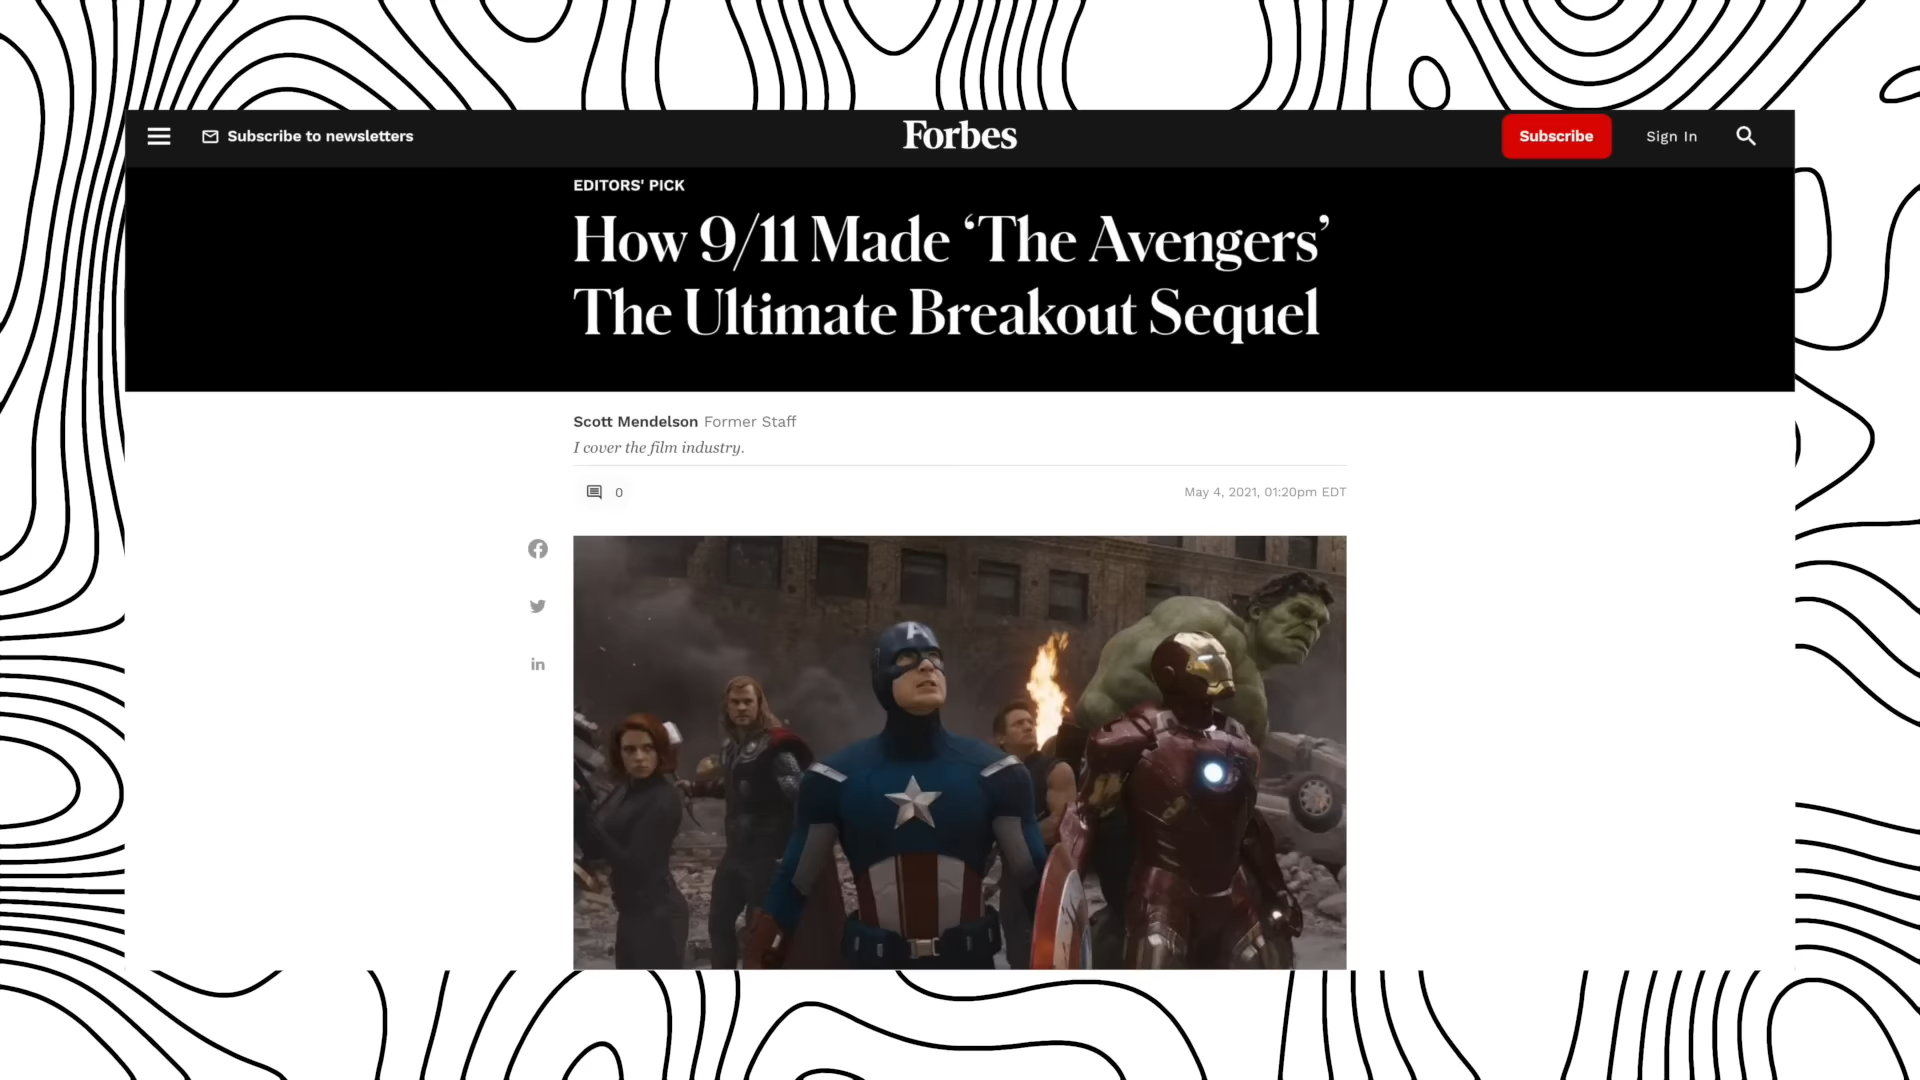 Subscribe to newsletters
Forbes
Subscribe
Sign In
EDITORS' PICK
How 9/11 Made ‘The Avengers’
The Ultimate Breakout Sequel
Scott Mendelson Former Staff
I cover the film industry.
0
May 4, 2021, 01:20pm EDT
in
A